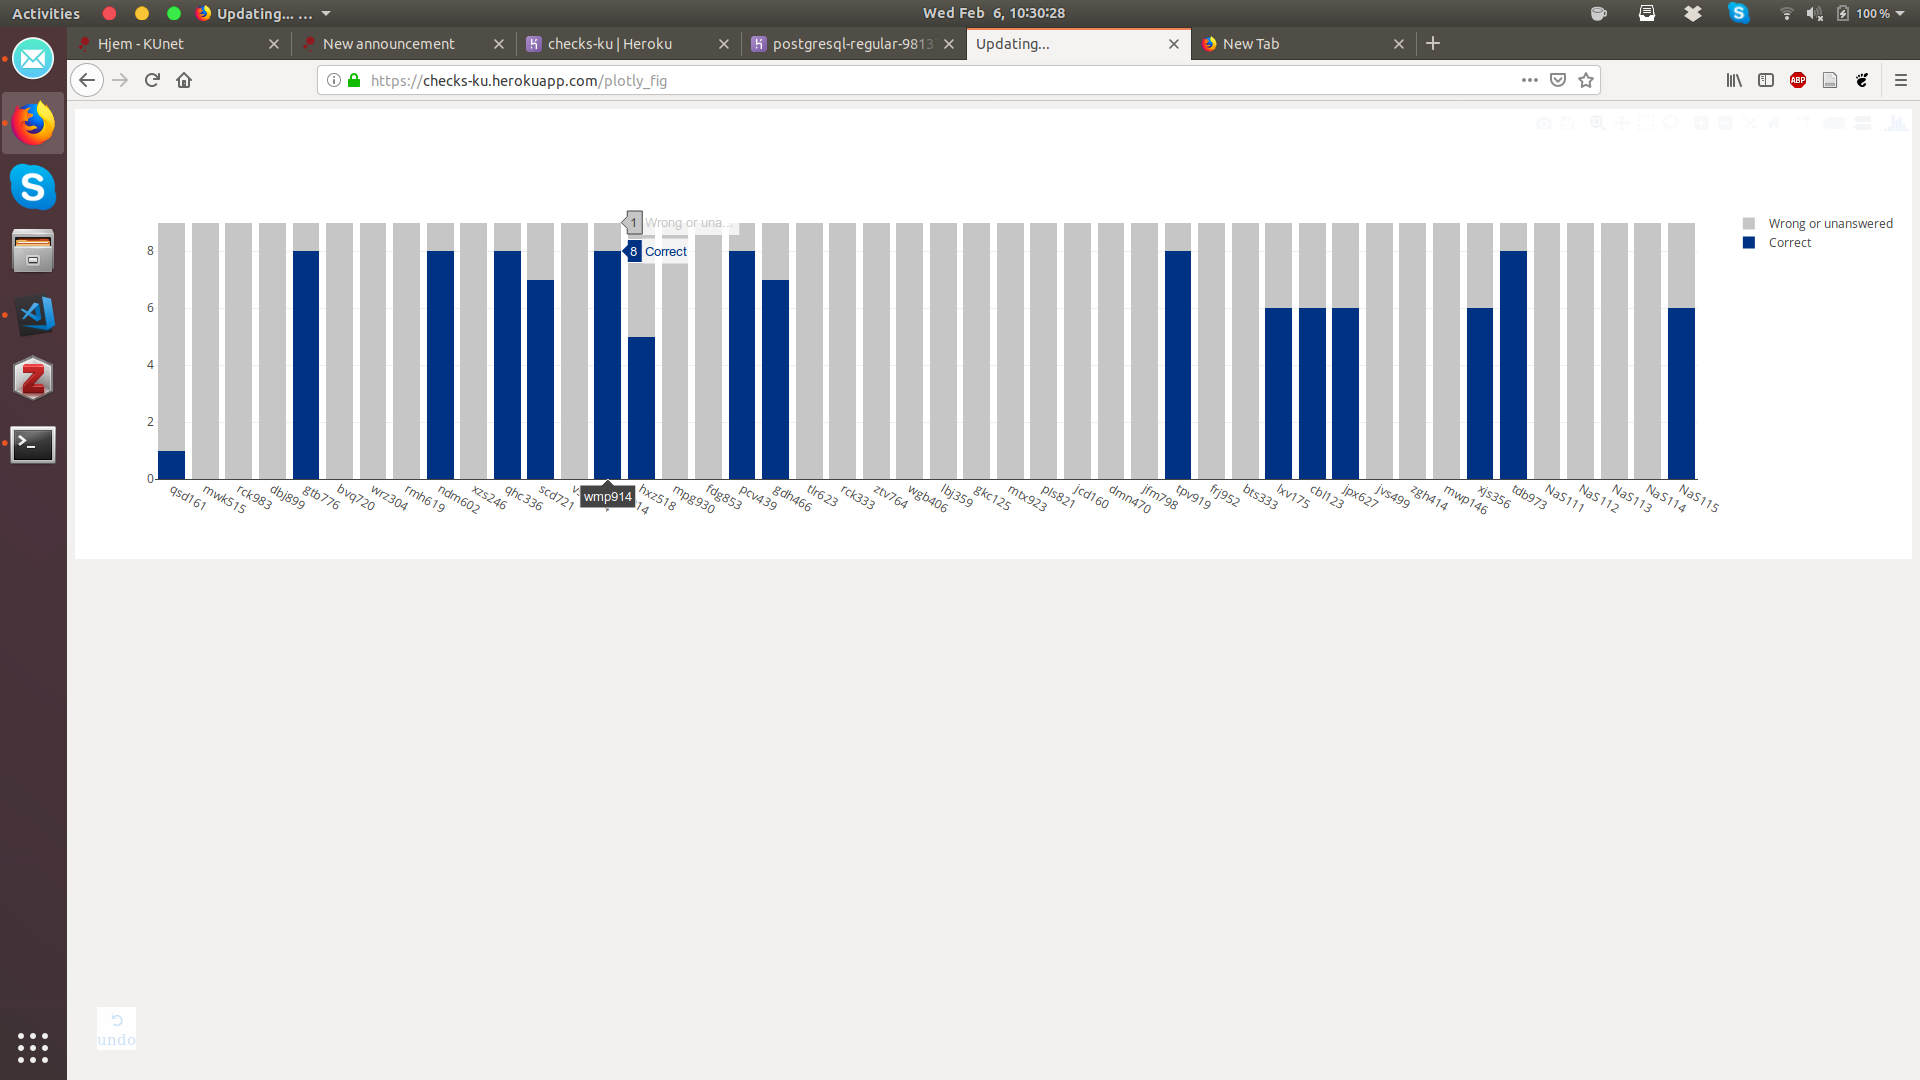 Activities
Updating... ...
Wed Feb 6, 10:30:28
100 %
Hjem - KUnet
New announcement
checks-ku | Heroku
postgresql-regular-9813
Updating...
New Tab
https://checks-ku.herokuapp.com/plotly_fig
ABP
1 Wrong or una...
8 Correct
Wrong or unanswered
Correct
8
6
4
2
0
qsd161
mwk515
rck983
dbj899
gtb776
bvq720
wrz304
rmh619
ndm602
xzs246
qhc336
scd721
wmp914
hxz518
mpg930
fdg853
pcv439
gdh466
tlr623
rck333
ztv764
wgb406
lbj359
gkc125
mtx923
pls821
jcd160
dmn470
jfm798
tpv919
frj952
bts333
lxv175
cbl123
jpx627
jvs499
zgh414
mwp146
xjs356
tdb973
NaS111
NaS112
NaS113
NaS114
NaS115
undo